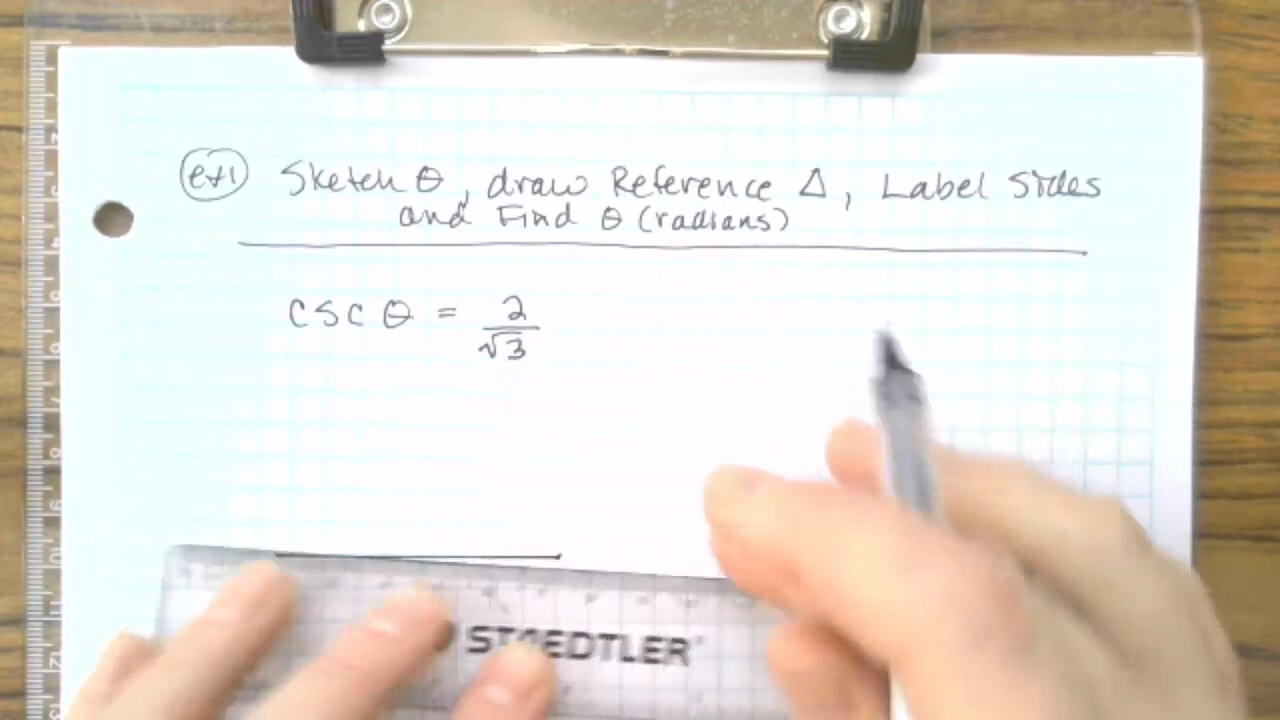 ex1 Sketch θ, draw Reference Δ, Label Sides
and Find θ (radians)
csc θ = 2/√3
STAEDTLER